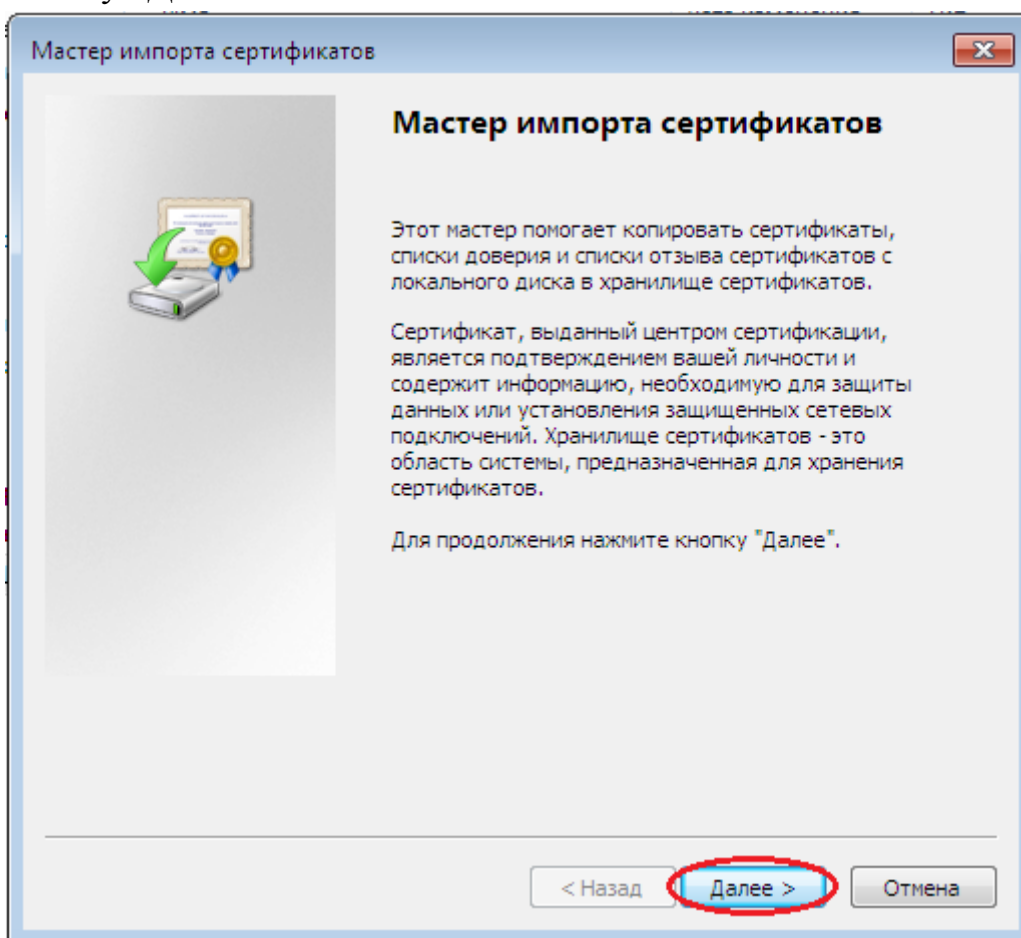 Мастер импорта сертификатов
Мастер импорта сертификатов
Этот мастер помогает копировать сертификаты,
списки доверия и списки отзыва сертификатов с
локального диска в хранилище сертификатов.
Сертификат, выданный центром сертификации,
является подтверждением вашей личности и
содержит информацию, необходимую для защиты
данных или установления защищенных сетевых
подключений. Хранилище сертификатов - это
область системы, предназначенная для хранения
сертификатов.
Для продолжения нажмите кнопку "Далее".
< Назад Далее > Отмена